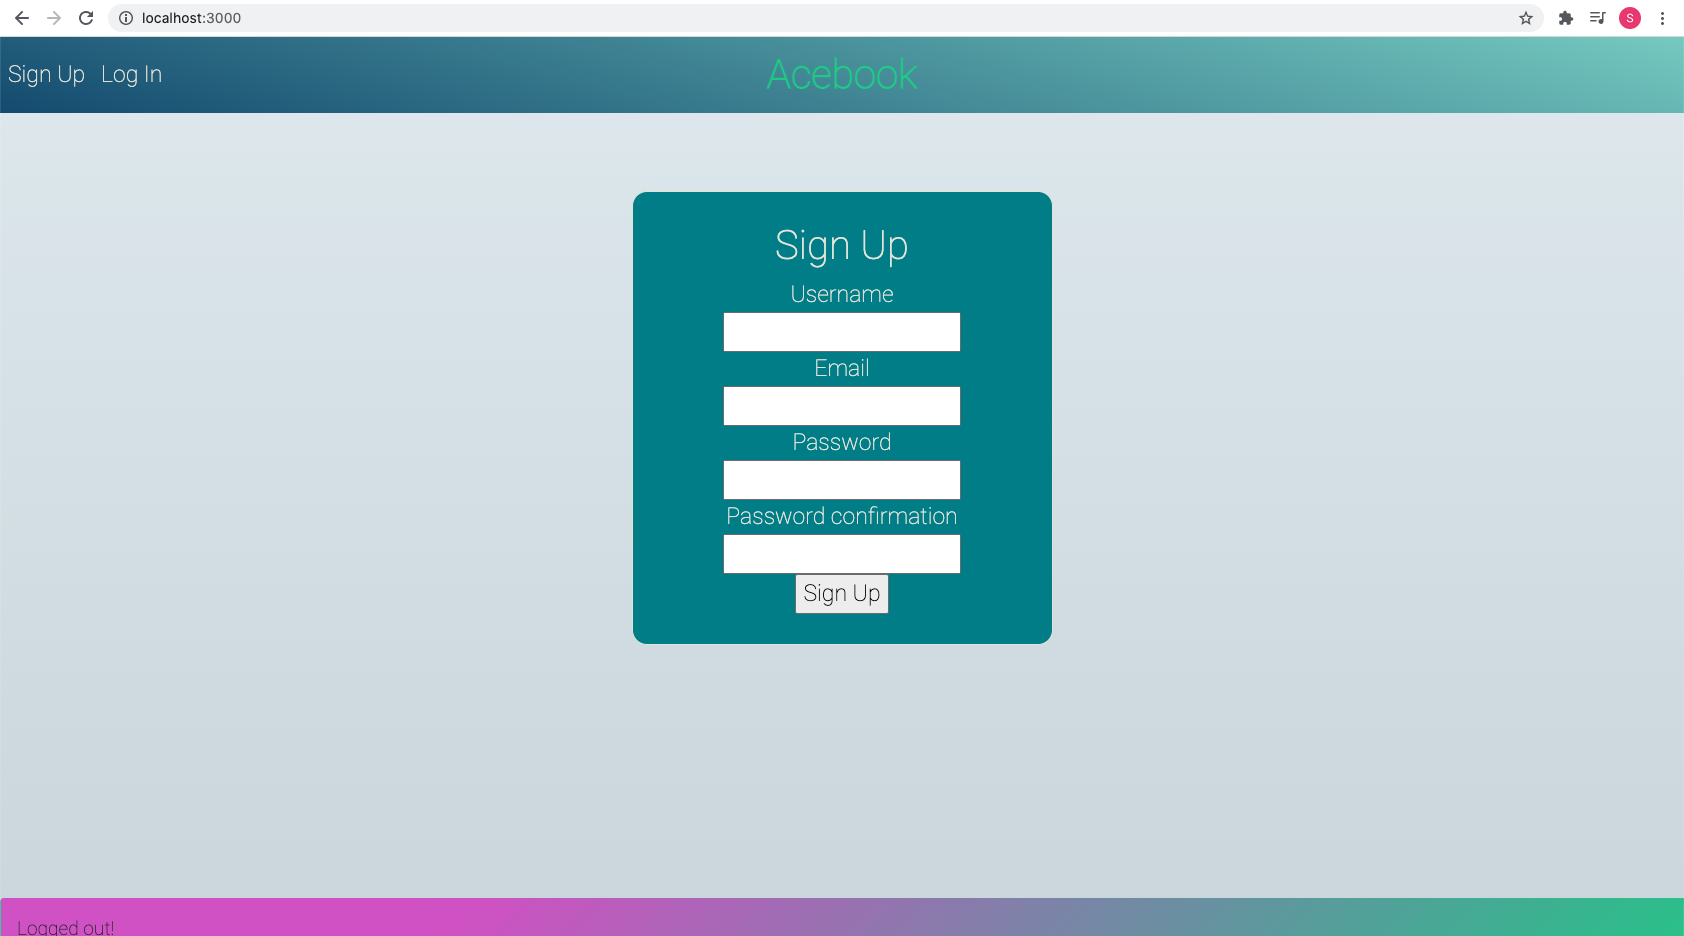 localhost:3000
S
Sign Up Log In
Acebook
Sign Up
Username
Email
Password
Password confirmation
Sign Up
Logged out!